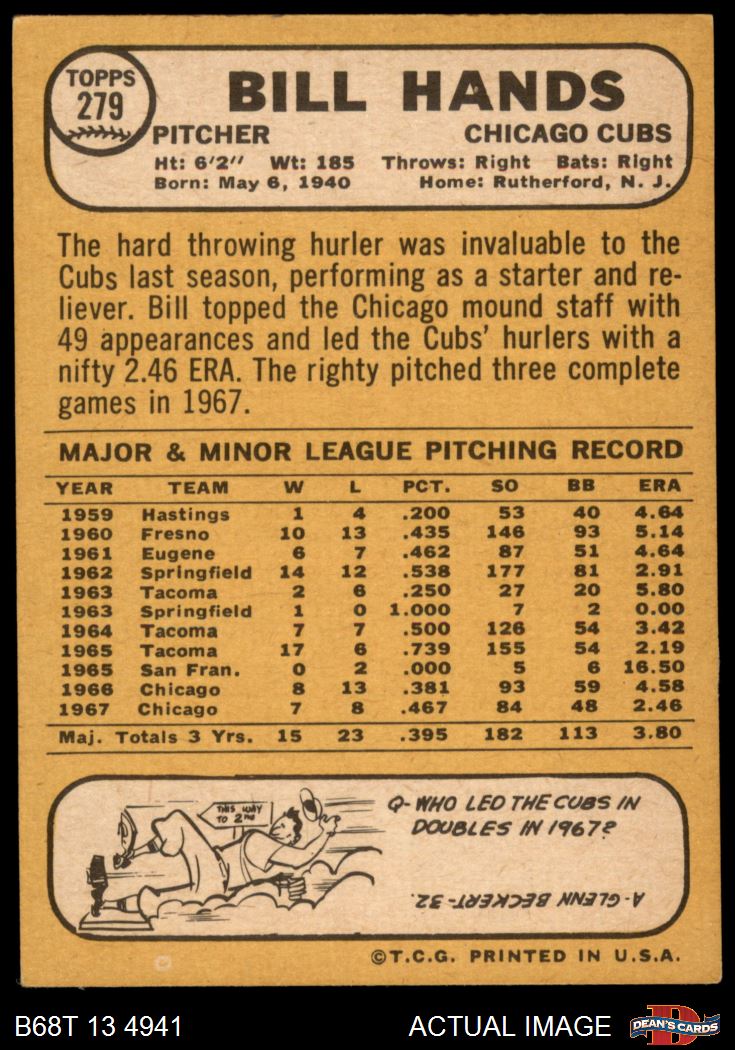 TOPPS
279
BILL HANDS
PITCHER CHICAGO CUBS
Ht: 6'2" Wt: 185 Throws: Right Bats: Right
Born: May 6, 1940 Home: Rutherford, N. J.
The hard throwing hurler was invaluable to the
Cubs last season, performing as a starter and re-
liever. Bill topped the Chicago mound staff with
49 appearances and led the Cubs' hurlers with a
nifty 2.46 ERA. The righty pitched three complete
games in 1967.
MAJOR & MINOR LEAGUE PITCHING RECORD
YEAR TEAM W L PCT. SO BB ERA
1959 Hastings 1 4 .200 53 40 4.64
1960 Fresno 10 13 .435 146 93 5.14
1961 Eugene 6 7 .462 87 51 4.64
1962 Springfield 14 12 .538 177 81 2.91
1963 Tacoma 2 6 .250 27 20 5.80
1963 Springfield 1 0 1.000 7 2 0.00
1964 Tacoma 7 7 .500 126 54 3.42
1965 Tacoma 17 6 .739 155 54 2.19
1965 San Fran. 0 2 .000 5 6 16.50
1966 Chicago 8 13 .381 93 59 4.58
1967 Chicago 7 8 .467 84 48 2.46
Maj. Totals 3 Yrs. 15 23 .395 182 113 3.80
THIS WAY
TO 2ND
Q-WHO LED THE CUBS IN
DOUBLES IN 1967?
A-GLENN BECKERT-32.
©T.C.G. PRINTED IN U.S.A.
B68T 13 4941 ACTUAL IMAGE
D
DEAN'S CARDS